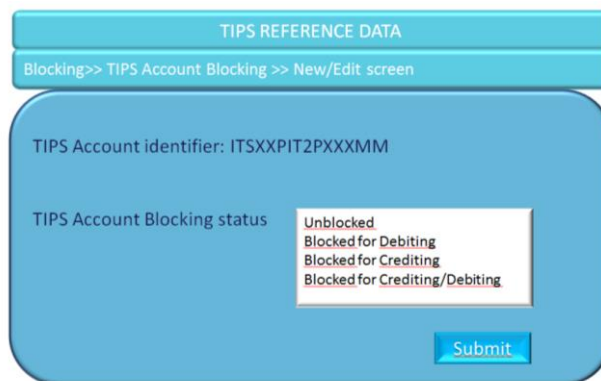 TIPS REFERENCE DATA
Blocking>> TIPS Account Blocking >> New/Edit screen
TIPS Account identifier: ITSXXPIT2PXXXMM
TIPS Account Blocking status
Unblocked
Blocked for Debiting
Blocked for Crediting
Blocked for Crediting/Debiting
Submit